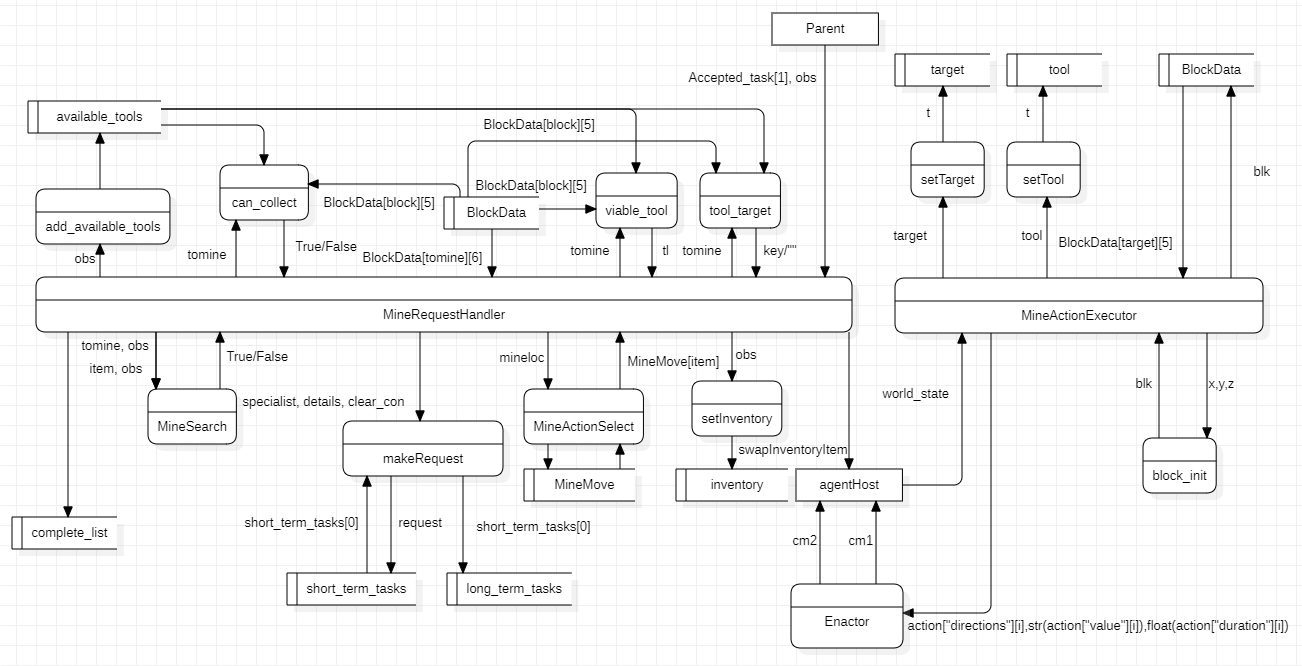 Parent
target
tool
BlockData
Accepted_task[1], obs
available_tools
t
t
BlockData[block][5]
blk
setTarget
setTool
BlockData[block][5]
can_collect
BlockData[block][5]
BlockData
viable_tool
tool_target
add_available_tools
target
tool
BlockData[target][5]
obs
tomine
True/False
BlockData[tomine][6]
tomine
tl
tomine
key/""
MineRequestHandler
MineActionExecutor
tomine, obs
item, obs
True/False
mineloc
MineMove[item]
obs
blk
x,y,z
world_state
specialist, details, clear_con
MineSearch
MineActionSelect
setInventory
makeRequest
swapInventoryItem
block_init
MineMove
inventory
agentHost
complete_list
short_term_tasks[0]
request
short_term_tasks[0]
cm2
cm1
short_term_tasks
long_term_tasks
Enactor
action["directions"][i],str(action["value"][i]),float(action["duration"][i])